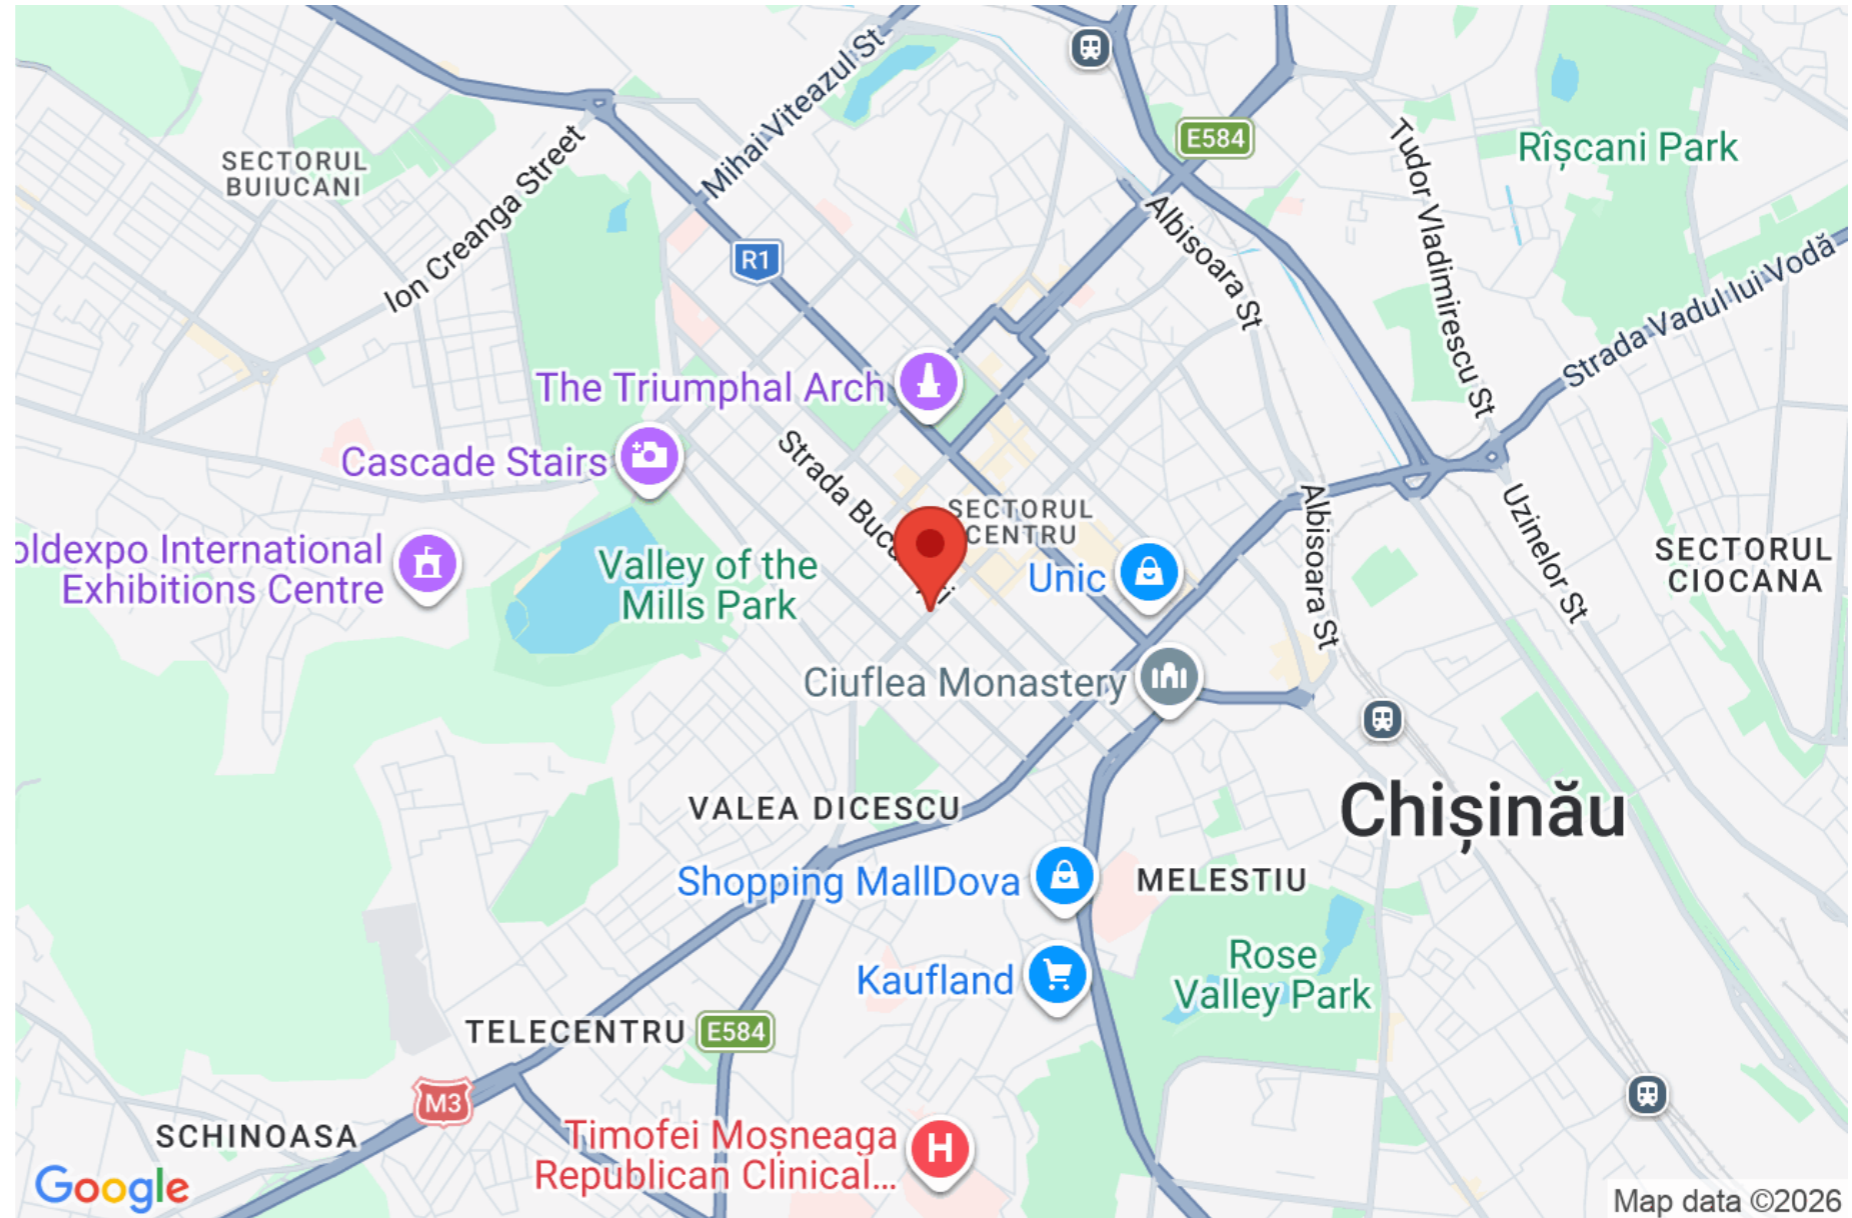 Mihai Viteazul St
E584
Rîșcani Park
SECTORUL
BUIUCANI
Ion Creanga Street
Tudor Vladimirescu St
Albisoara St
R1
Strada Vadul lui Vodă
The Triumphal Arch
Cascade Stairs
Strada Bucu
ri
SECTORUL
CENTRU
Albisoara St
Uzinelor St
oldexpo International
Exhibitions Centre
Valley of the
Mills Park
Unic
SECTORUL
CIOCANA
Ciuflea Monastery
VALEA DICESCU
Chișinău
Shopping MallDova
MELESTIU
Kaufland
Rose
Valley Park
TELECENTRU
E584
M3
SCHINOASA
Timofei Moșneaga
Republican Clinical...
H
Google
Map data ©2026